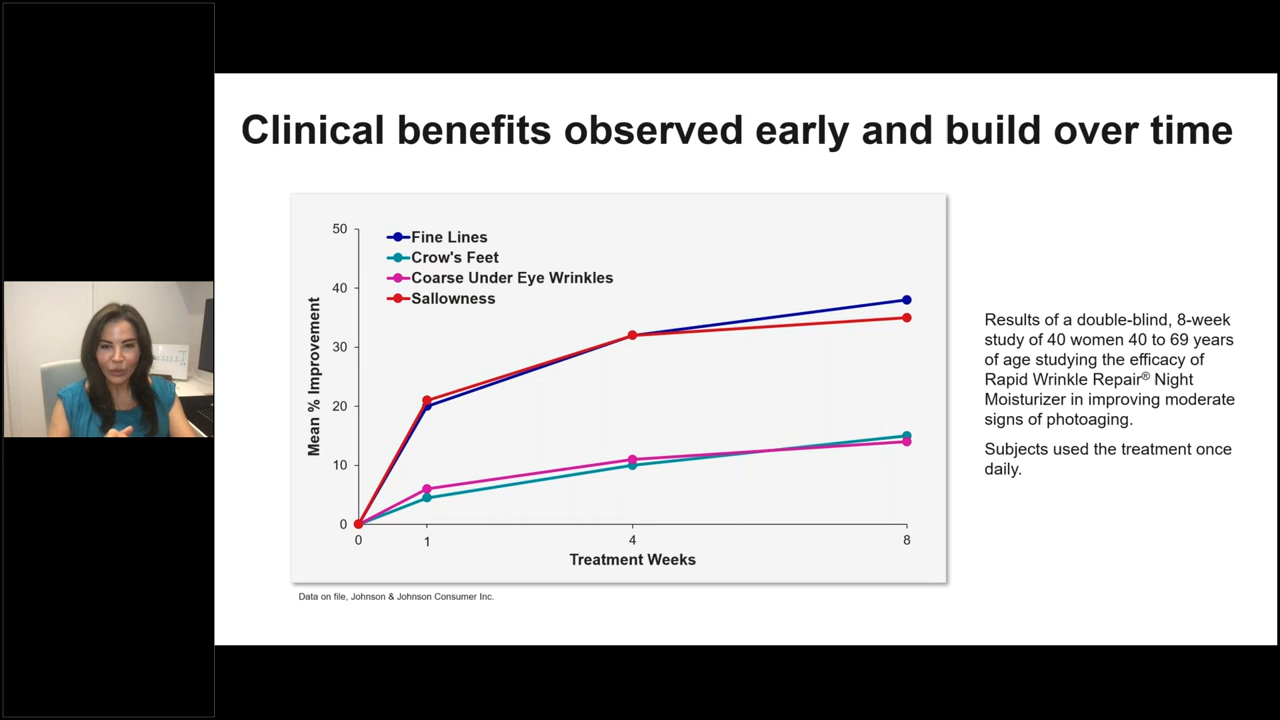 Clinical benefits observed early and build over time
50
40
30
20
10
0
Mean % Improvement
Fine Lines
Crow's Feet
Coarse Under Eye Wrinkles
Sallowness
0
1
4
8
Treatment Weeks
Data on file, Johnson & Johnson Consumer Inc.
Results of a double-blind, 8-week
study of 40 women 40 to 69 years
of age studying the efficacy of
Rapid Wrinkle Repair® Night
Moisturizer in improving moderate
signs of photoaging.
Subjects used the treatment once
daily.